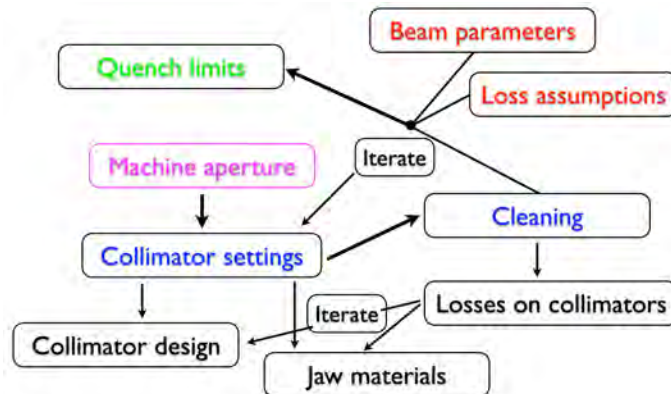 Beam parameters
Quench limits
Loss assumptions
Iterate
Machine aperture
Cleaning
Collimator settings
Losses on collimators
Iterate
Collimator design
Jaw materials